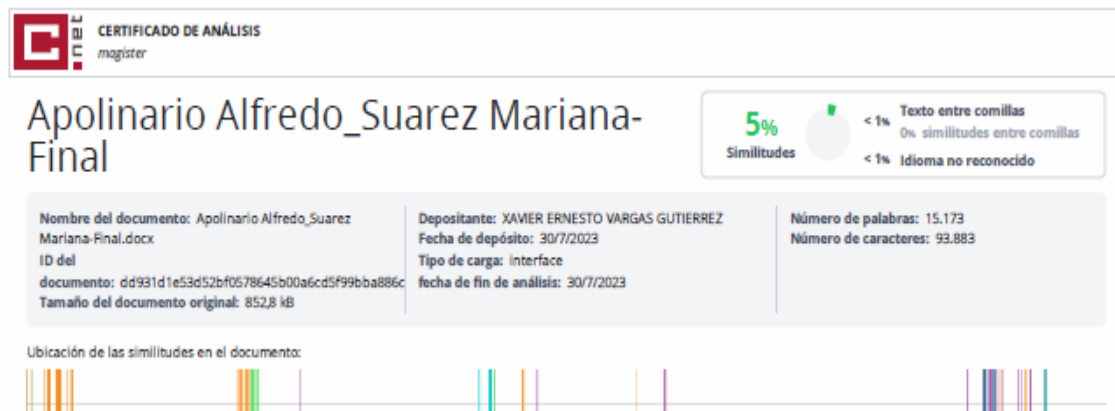 C.net
CERTIFICADO DE ANÁLISIS
magister
Apolinario Alfredo_Suarez Mariana-
Final
5%
Similitudes
< 1% Texto entre comillas
0% similitudes entre comillas
< 1% Idioma no reconocido
Nombre del documento: Apolinario Alfredo_Suarez
Mariana-Final.docx
ID del
documento: dd931d1e53d52bf0578645b00a6cd5f99bba886c
Tamaño del documento original: 852,8 kB
Depositante: XAVIER ERNESTO VARGAS GUTIERREZ
Fecha de depósito: 30/7/2023
Tipo de carga: interface
fecha de fin de análisis: 30/7/2023
Número de palabras: 15.173
Número de caracteres: 93.883
Ubicación de las similitudes en el documento: